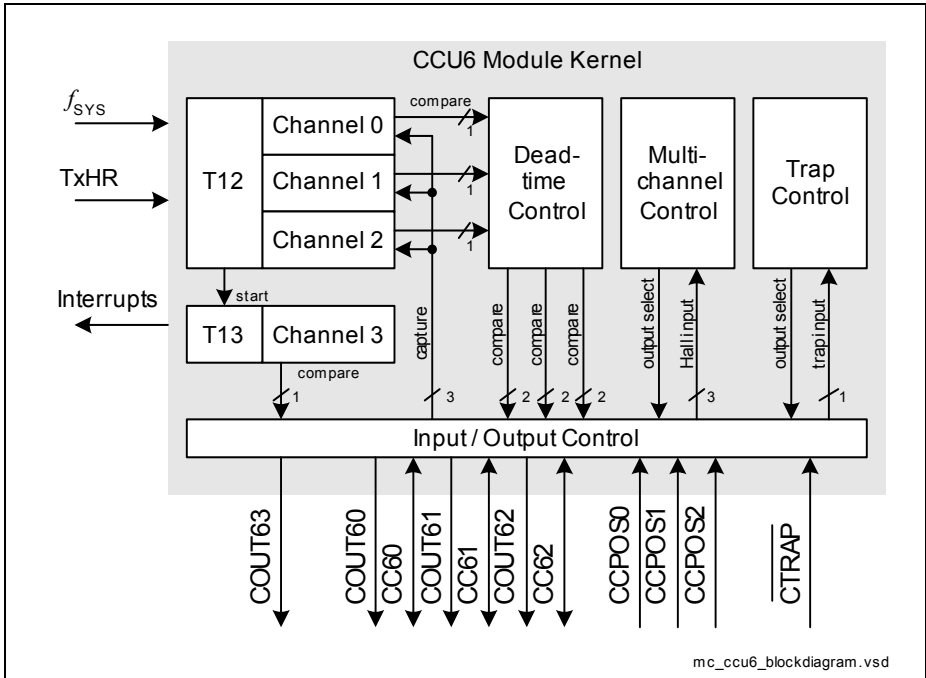 CCU6 Module Kernel
fSYS
TxHR
Interrupts
T12
Channel 0
Channel 1
Channel 2
compare
1
1
1
Dead-
time
Control
Multi-
channel
Control
Trap
Control
start
T13
Channel 3
compare
1
capture
3
compare
2
compare
2
compare
2
output select
Hall input
3
output select
trap input
1
Input / Output Control
COUT63
COUT60
CC60
COUT61
CC61
COUT62
CC62
CCPOS0
CCPOS1
CCPOS2
CTRAP
mc_ccu6_blockdiagram.vsd